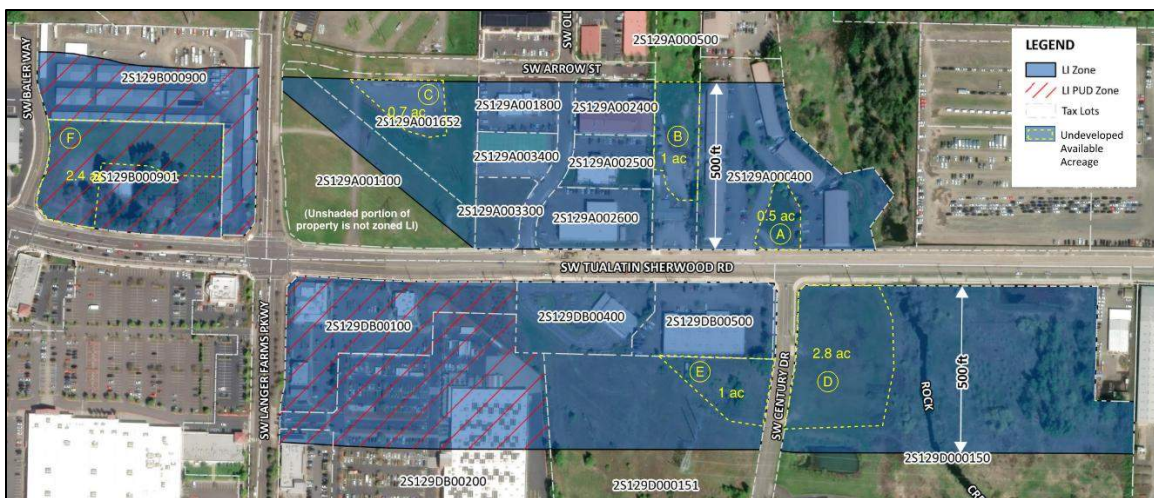 SW BALER WAY
2S129B000900
F
2.4 a
2S129B000901
SW LANGER FARMS PKWY
SW OL
2S129A000500
SW ARROW ST
C
0.7 ac
2S129A001652
2S129A001100
(Unshaded portion of
property is not zoned LI)
2S129A001800
2S129A002400
2S129A003400
2S129A002500
2S129A003300
2S129A002600
B
1 ac
500 ft
2S129A000400
0.5 ac
A
LEGEND
LI Zone
LI PUD Zone
Tax Lots
Undeveloped
Available
Acreage
SW TUALATIN SHERWOOD RD
2S129DB00100
2S129DB00400
2S129DB00500
E
1 ac
SW CENTURY DR
2.8 ac
D
ROCK
CR
500 ft
2S129D000150
2S129DB00200
2S129D000151